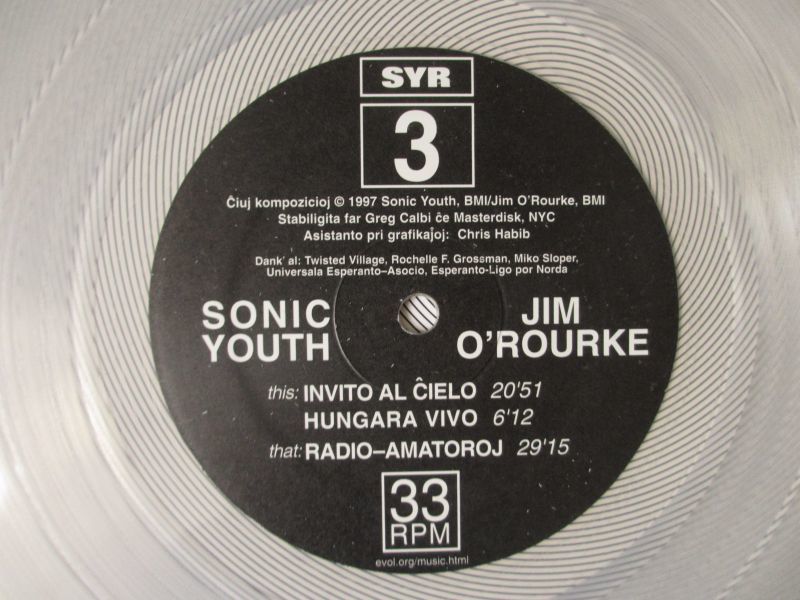 SYR
3
Ĉiuj kompozicioj © 1997 Sonic Youth, BMI/Jim O'Rourke, BMI
Stabiligita far Greg Calbi ĉe Masterdisk, NYC
Asistanto pri grafikaĵoj: Chris Habib
Dank' al: Twisted Village, Rochelle F. Grossman, Miko Sloper,
Universala Esperanto–Asocio, Esperanto-Ligo por Norda
SONIC YOUTH
JIM O'ROURKE
this: INVITO AL ĈIELO 20'51
HUNGARA VIVO 6'12
that: RADIO–AMATOROJ 29'15
33
RPM
evol.org/music.html